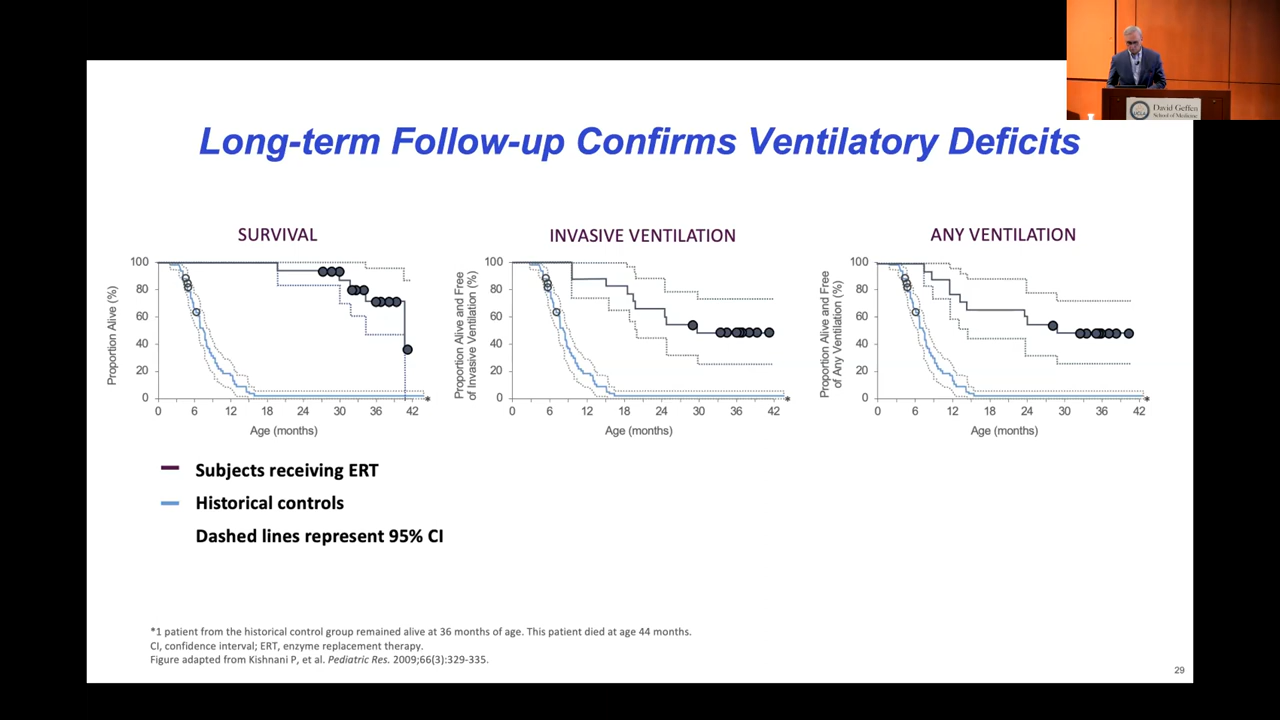 David Geffen
School of Medicine
Long-term Follow-up Confirms Ventilatory Deficits
SURVIVAL
Proportion Alive (%)
100
80
60
40
20
0
0 6 12 18 24 30 36 42
*
Age (months)
INVASIVE VENTILATION
Proportion Alive and Free
of Invasive Ventilation (%)
100
80
60
40
20
0
0 6 12 18 24 30 36 42
*
Age (months)
ANY VENTILATION
Proportion Alive and Free
of Any Ventilation (%)
100
80
60
40
20
0
0 6 12 18 24 30 36 42
*
Age (months)
Subjects receiving ERT
Historical controls
Dashed lines represent 95% CI
*1 patient from the historical control group remained alive at 36 months of age. This patient died at age 44 months.
CI, confidence interval; ERT, enzyme replacement therapy.
Figure adapted from Kishnani P, et al. Pediatric Res. 2009;66(3):329-335.
29